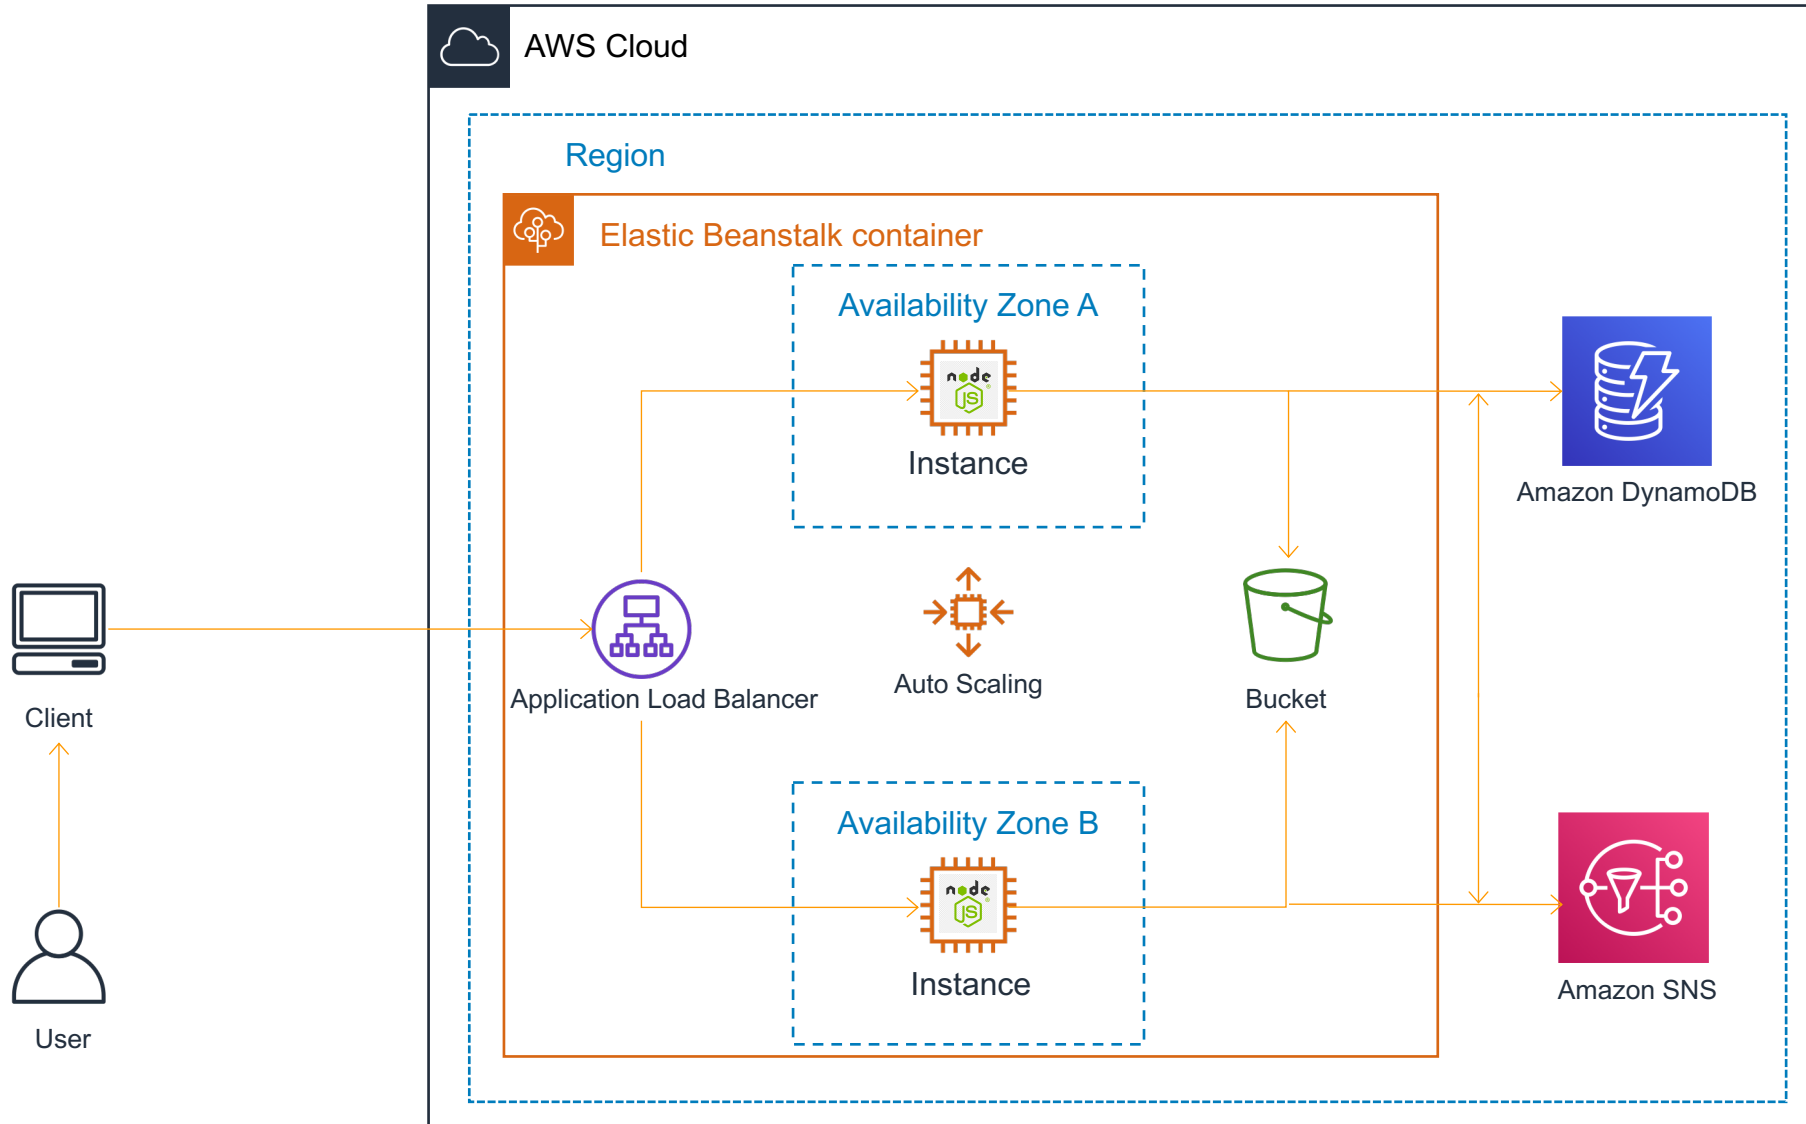 AWS Cloud
Region
Elastic Beanstalk container
Availability Zone A
node
JS
Instance
Amazon DynamoDB
Application Load Balancer
Auto Scaling
Bucket
Client
Availability Zone B
node
JS
Instance
Amazon SNS
User